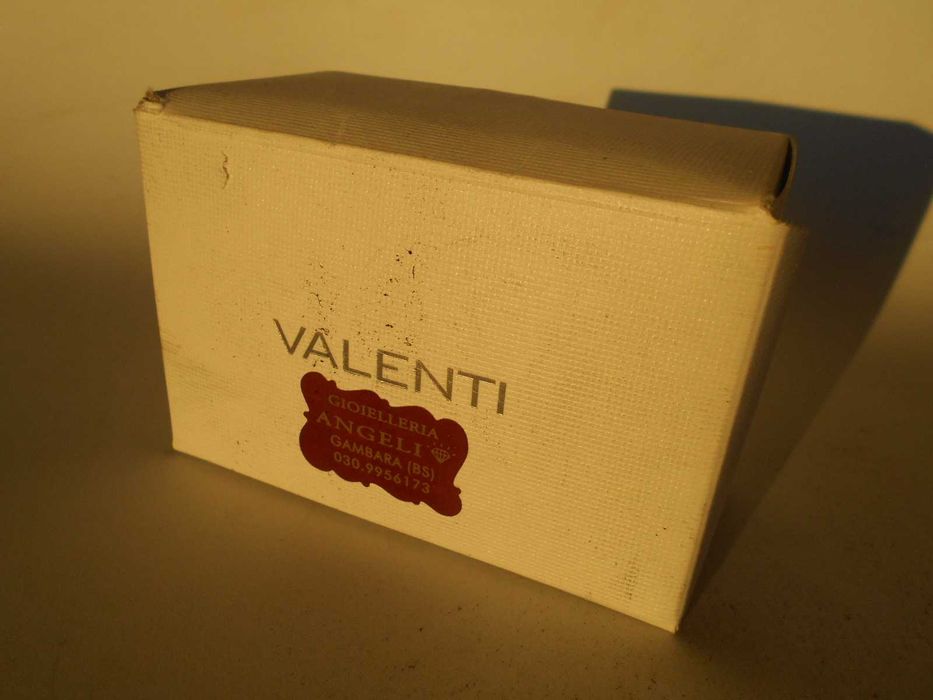 VALENTI
GIOIELLERIA
ANGELI
GAMBARA (BS)
030.9956173